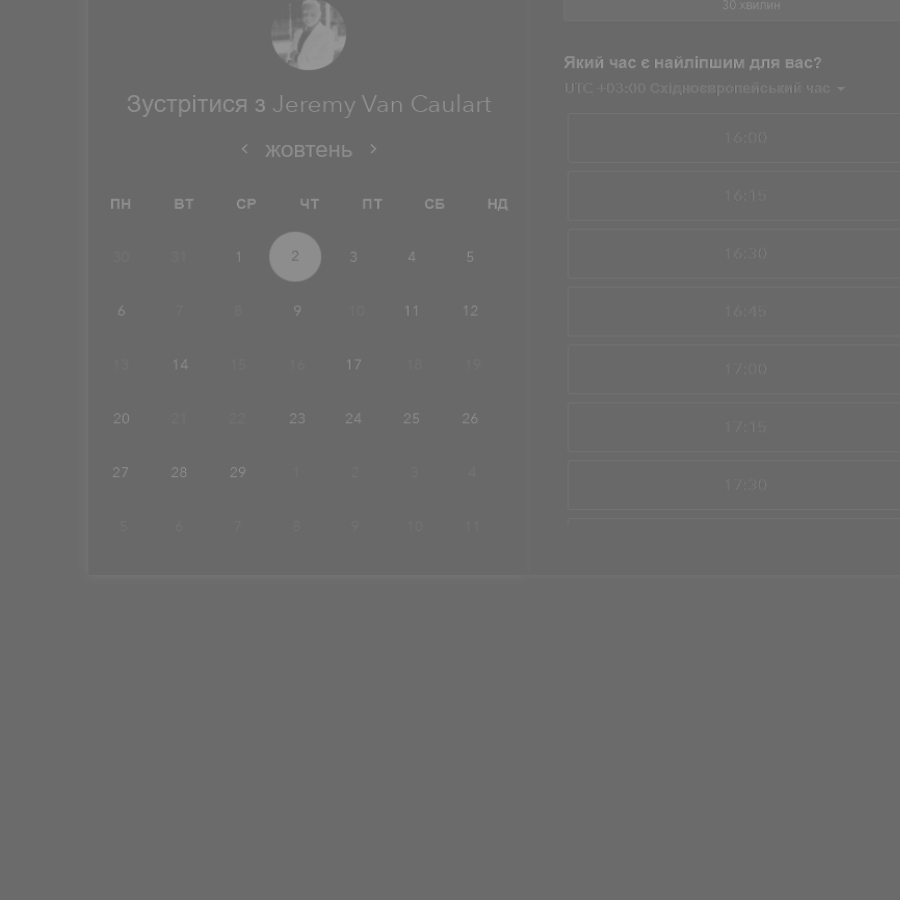 30 хвилин
Зустрітися з Jeremy Van Caulart
жовтень
ПН ВТ СР ЧТ ПТ СБ НД
30 31 1 2 3 4 5
6 7 8 9 10 11 12
13 14 15 16 17 18 19
20 21 22 23 24 25 26
27 28 29 1 2 3 4
5 6 7 8 9 10 11
Який час є найліпшим для вас?
UTC +03:00 Східноєвропейський час
16:00
16:15
16:30
16:45
17:00
17:15
17:30